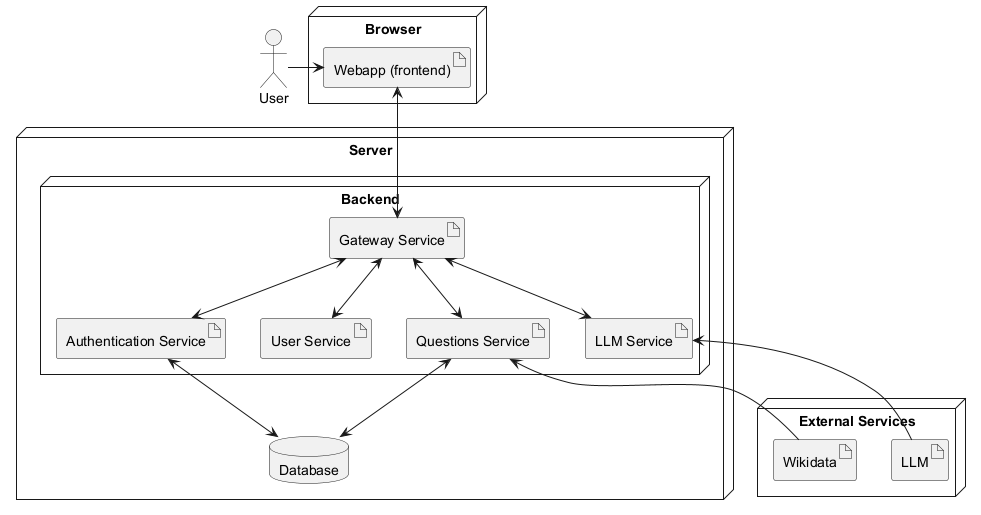 Browser
Webapp (frontend)
User
Server
Backend
Gateway Service
Authentication Service
User Service
Questions Service
LLM Service
External Services
Wikidata
LLM
Database